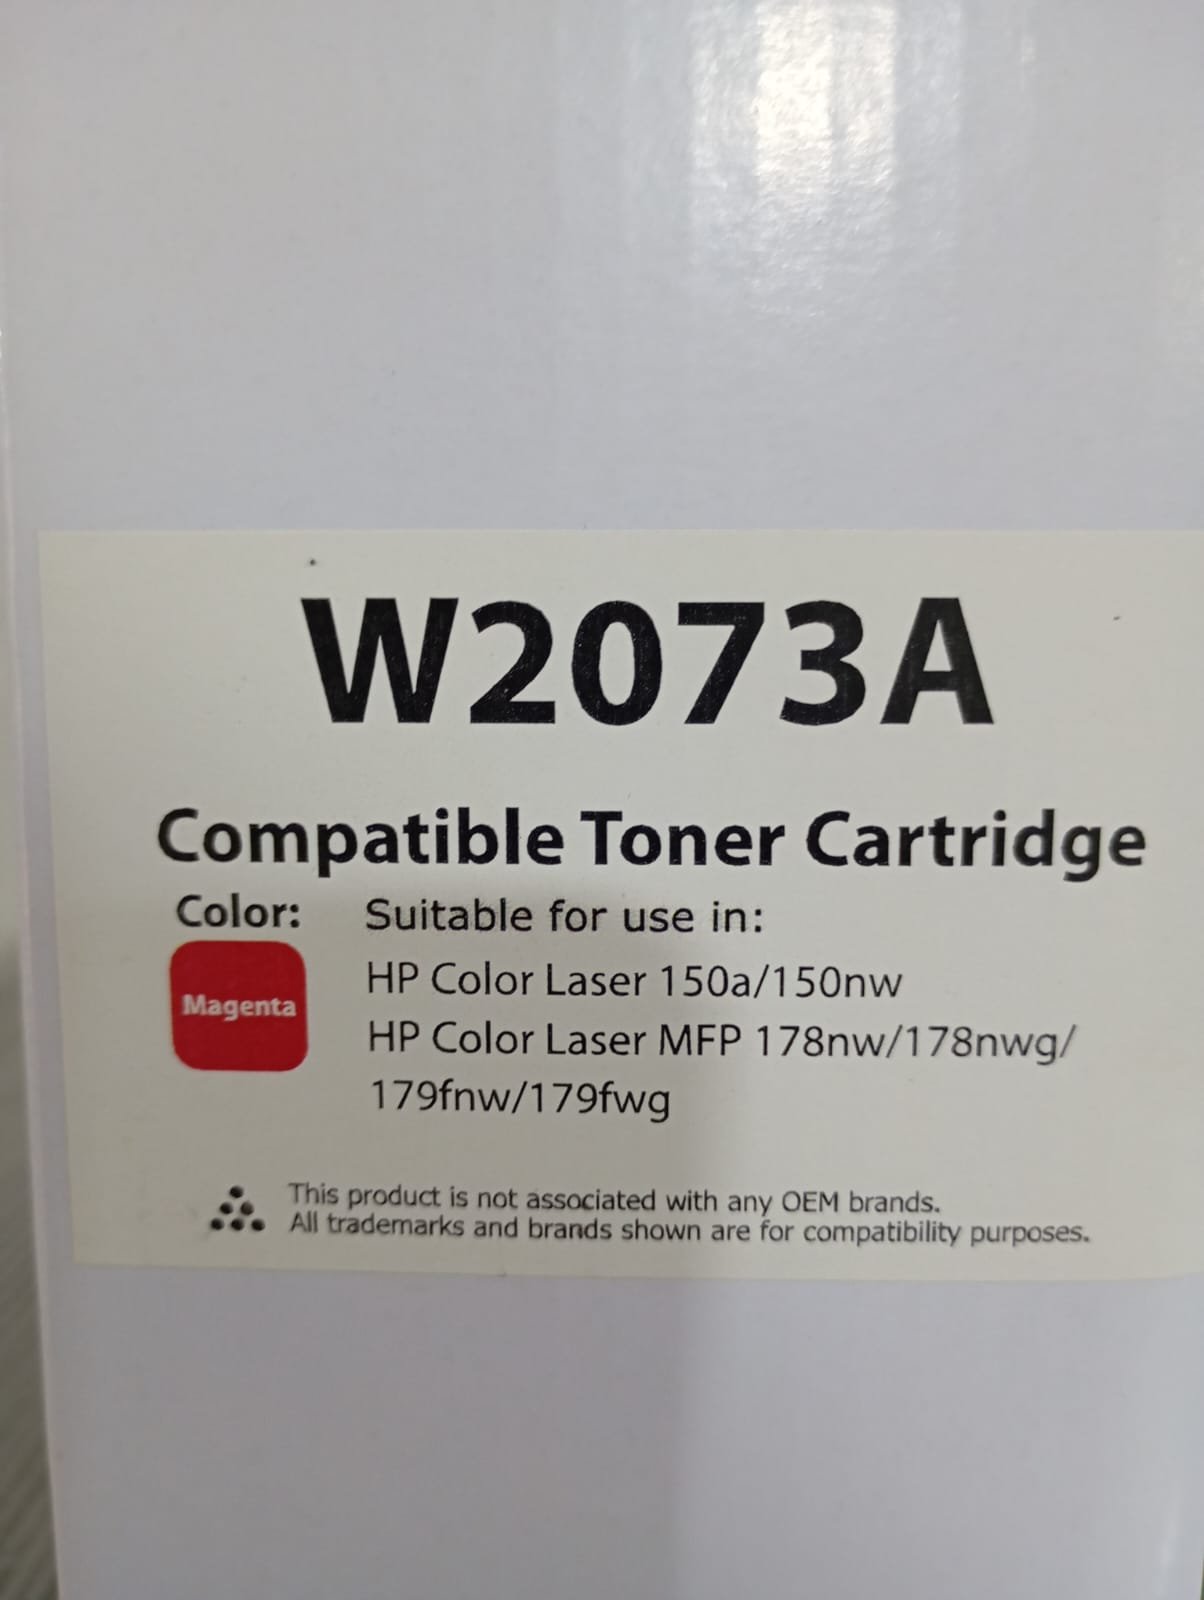 W2073A
Compatible Toner Cartridge
Color:
Suitable for use in:
Magenta
HP Color Laser 150a/150nw
HP Color Laser MFP 178nw/178nwg/
179fnw/179fwg
This product is not associated with any OEM brands.
All trademarks and brands shown are for compatibility purposes.